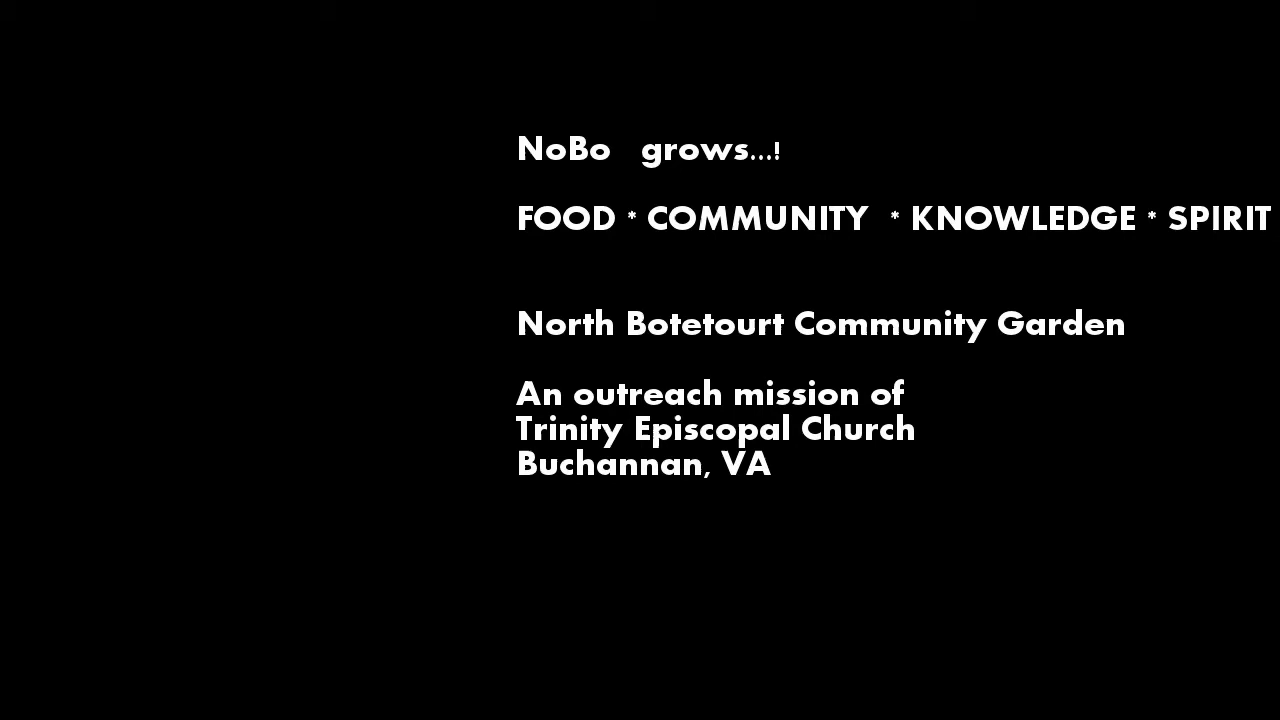 NoBo grows...!
FOOD * COMMUNITY * KNOWLEDGE * SPIRIT
North Botetourt Community Garden
An outreach mission of
Trinity Episcopal Church
Buchannan, VA